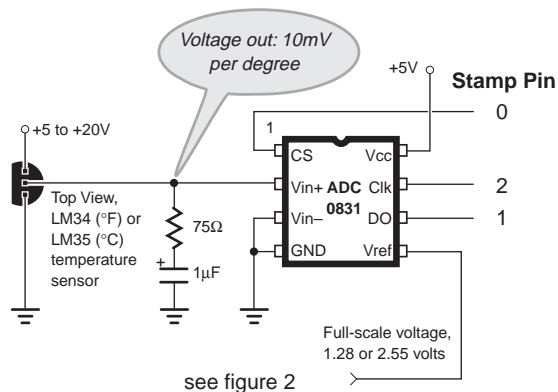 Voltage out: 10mV
per degree
+5V
Stamp Pin
0
+5 to +20V
1
CS
Vcc
Vin+
ADC
Clk
2
0831
Vin–
DO
1
GND
Vref
Top View,
LM34 (°F) or
LM35 (°C)
temperature
sensor
75Ω
+
1µF
Full-scale voltage,
1.28 or 2.55 volts
see figure 2